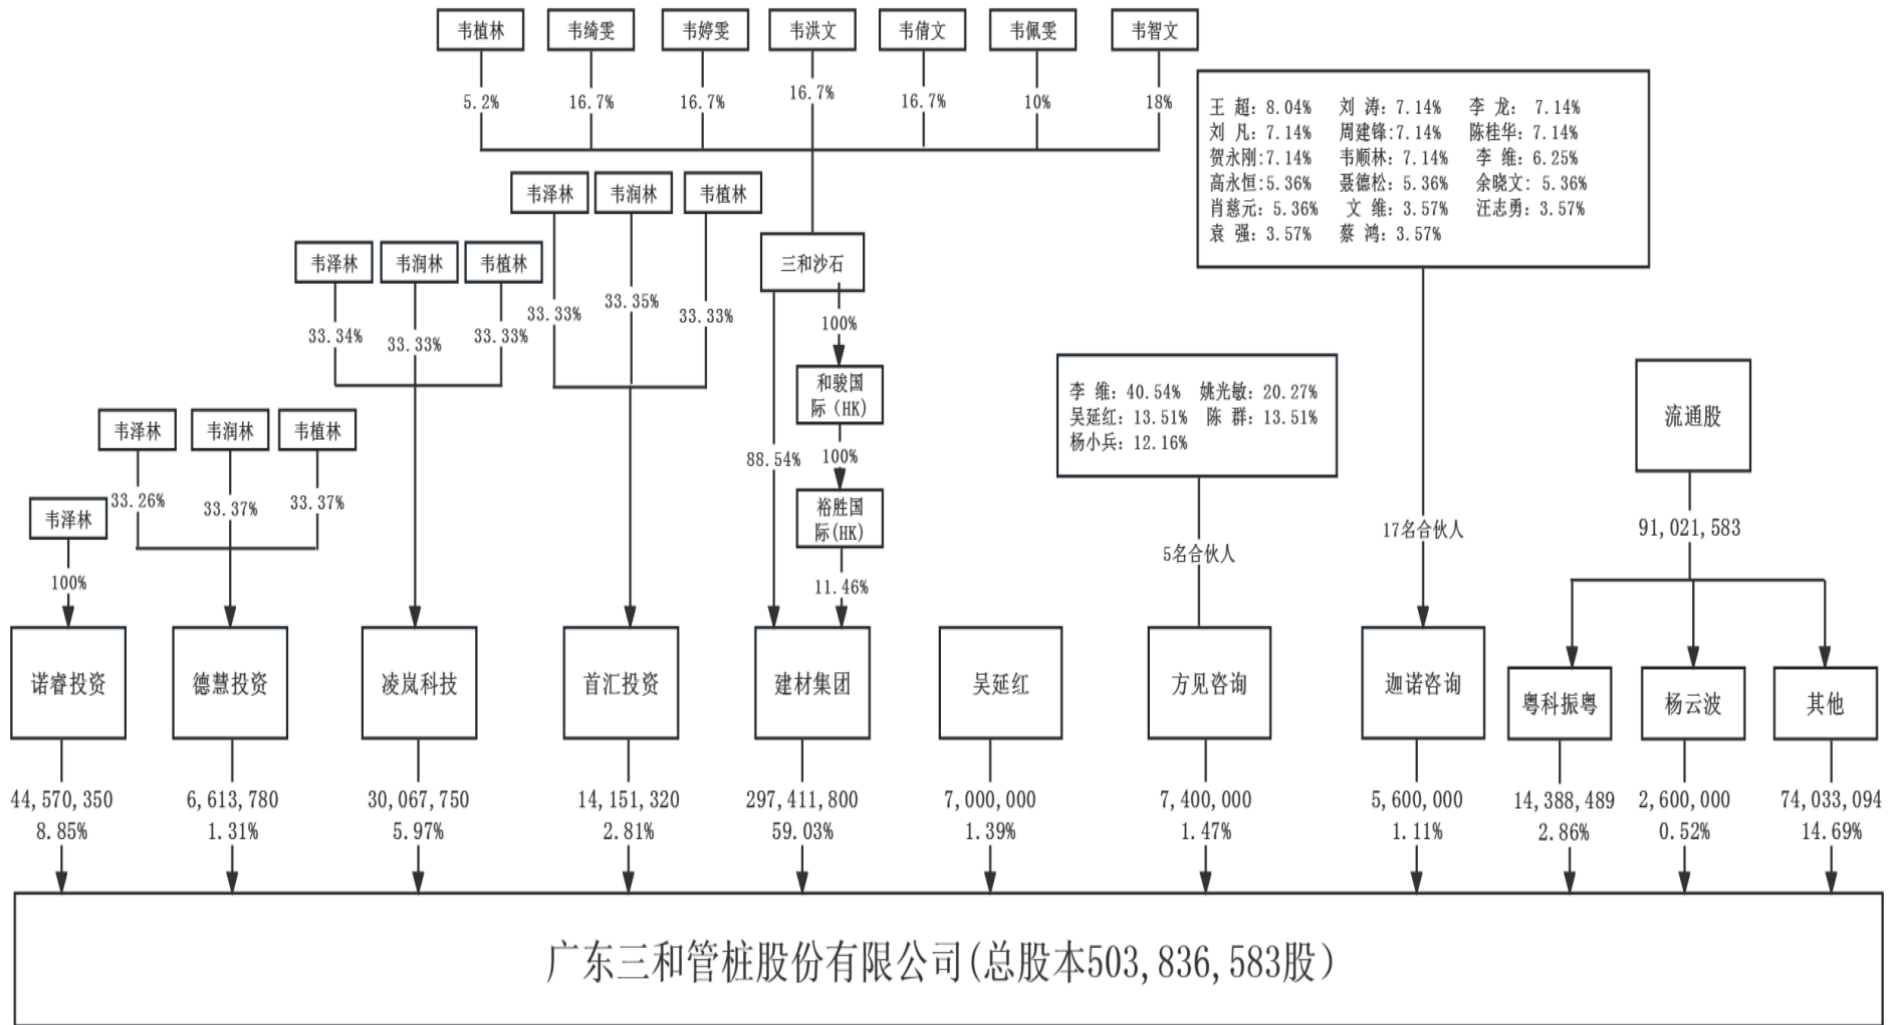 韦植林 韦绮雯 韦婷雯 韦洪文 韦倩文 韦佩雯 韦智文
5.2% 16.7% 16.7% 16.7% 16.7% 10% 18%
王 超：8.04% 刘 涛：7.14% 李 龙： 7.14%
刘 凡：7.14% 周建锋:7.14% 陈桂华：7.14%
贺永刚:7.14% 韦顺林：7.14% 李 维：6.25%
高永恒:5.36% 聂德松：5.36% 余晓文: 5.36%
肖慈元：5.36% 文 维：3.57% 汪志勇：3.57%
袁 强：3.57% 蔡 鸿：3.57%
韦泽林 韦润林 韦植林
33.33% 33.35% 33.33%
三和沙石
韦泽林 韦润林 韦植林
33.34% 33.33% 33.33%
100%
和骏国
际（HK）
88.54% 100%
裕胜国
际(HK)
11.46%
李 维：40.54% 姚光敏：20.27%
吴延红：13.51% 陈 群：13.51%
杨小兵：12.16%
流通股
韦泽林 韦润林 韦植林
33.26% 33.37% 33.37%
韦泽林
100%
5名合伙人
17名合伙人
91,021,583
诺睿投资 德慧投资 凌岚科技 首汇投资 建材集团 吴延红 方见咨询 迦诺咨询 粤科振粤 杨云波 其他
44,570,350 6,613,780 30,067,750 14,151,320 297,411,800 7,000,000 7,400,000 5,600,000 14,388,489 2,600,000 74,033,094
8.85% 1.31% 5.97% 2.81% 59.03% 1.39% 1.47% 1.11% 2.86% 0.52% 14.69%
广东三和管桩股份有限公司(总股本503,836,583股)